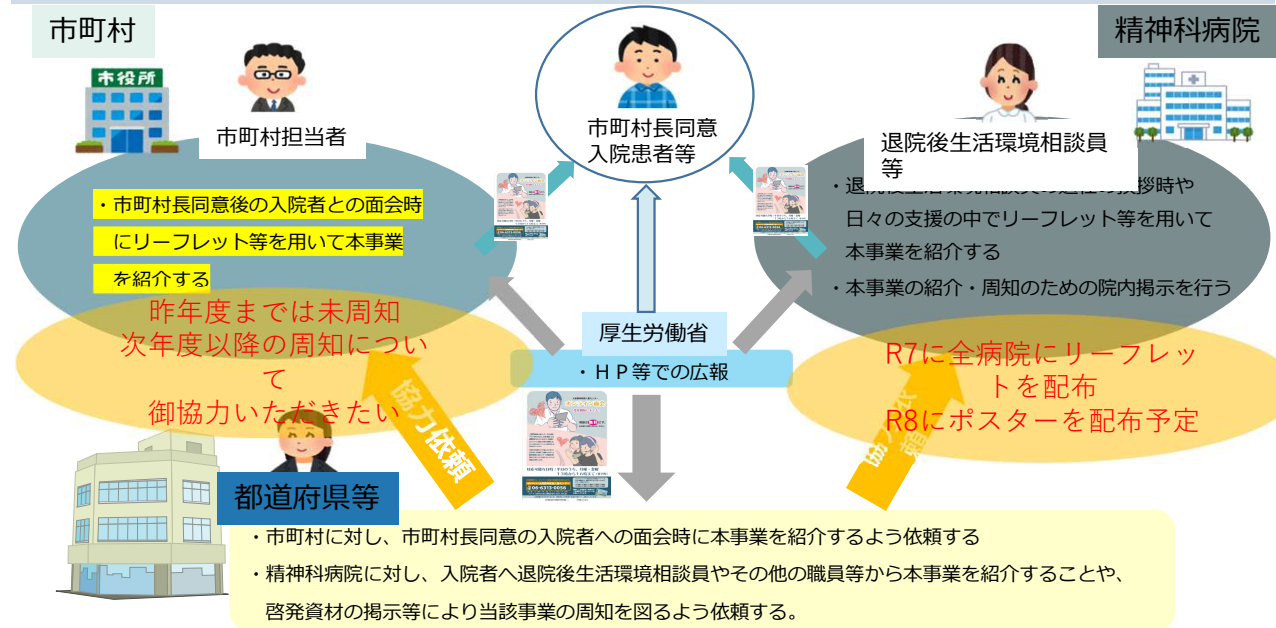 市町村
精神科病院
市役所
市町村担当者
市町村長同意
入院患者等
退院後生活環境相談員
等
・市町村長同意後の入院者との面会時
にリーフレット等を用いて本事業
を紹介する
日々の支援の中でリーフレット等を用いて
本事業を紹介する
・本事業の紹介・周知のための院内掲示を行う
昨年度までは未周知
次年度以降の周知につい
て
御協力いただきたい
厚生労働省
・ＨＰ等での広報
R7に全病院にリーフレッ
トを配布
R8にポスターを配布予定
協力依頼
06-6313-0056
都道府県等
・市町村に対し、市町村長同意の入院者への面会時に本事業を紹介するよう依頼する
・精神科病院に対し、入院者へ退院後生活環境相談員やその他の職員等から本事業を紹介することや、
啓発資材の掲示等により当該事業の周知を図るよう依頼する。